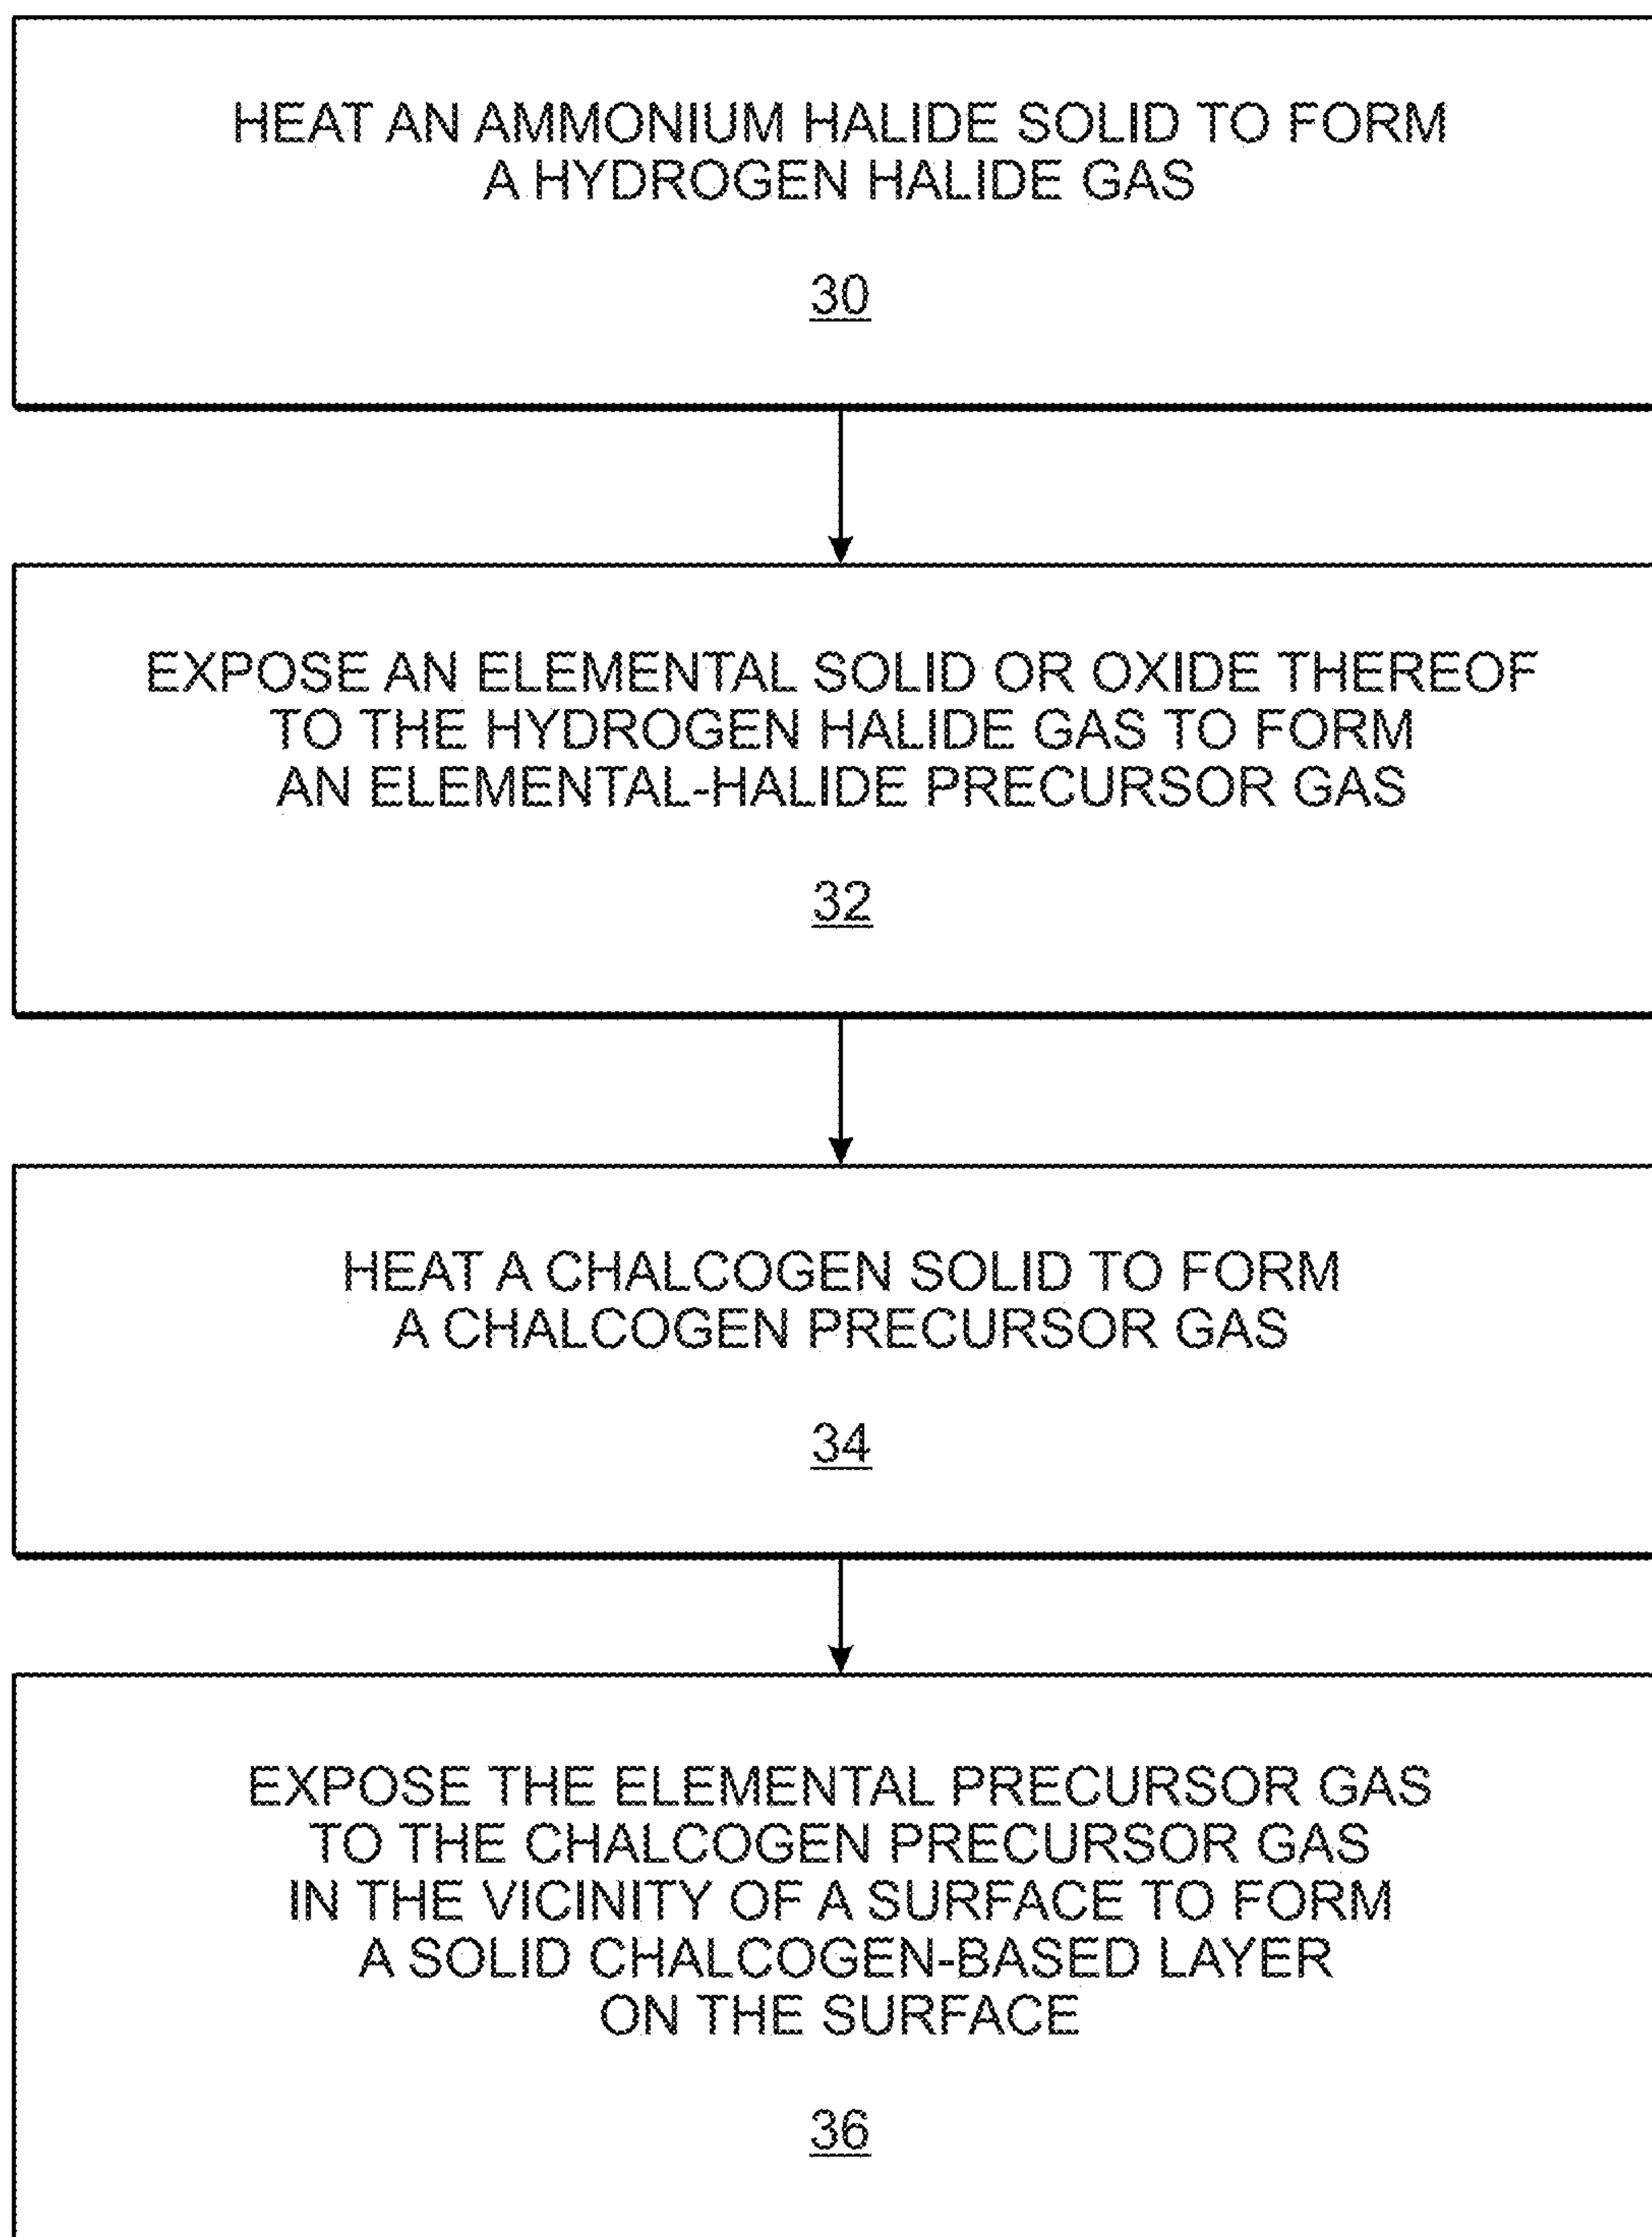 HEAT AN AMMONIUM HALIDE SOLID TO FORM
A HYDROGEN HALIDE GAS
30
EXPOSE AN ELEMENTAL SOLID OR OXIDE THEREOF
TO THE HYDROGEN HALIDE GAS TO FORM
AN ELEMENTAL-HALIDE PRECURSOR GAS
32
HEAT A CHALCOGEN SOLID TO FORM
A CHALCOGEN PRECURSOR GAS
34
EXPOSE THE ELEMENTAL PRECURSOR GAS
TO THE CHALCOGEN PRECURSOR GAS
IN THE VICINITY OF A SURFACE TO FORM
A SOLID CHALCOGEN-BASED LAYER
ON THE SURFACE
36